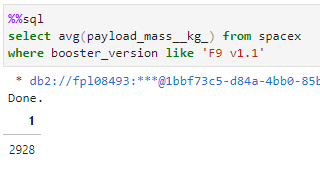 %%sql
select avg(payload_mass__kg_) from spacex
where booster_version like 'F9 v1.1'
* db2://fpl08493:***@1bbf73c5-d84a-4bb0-85b
Done.
1
2928